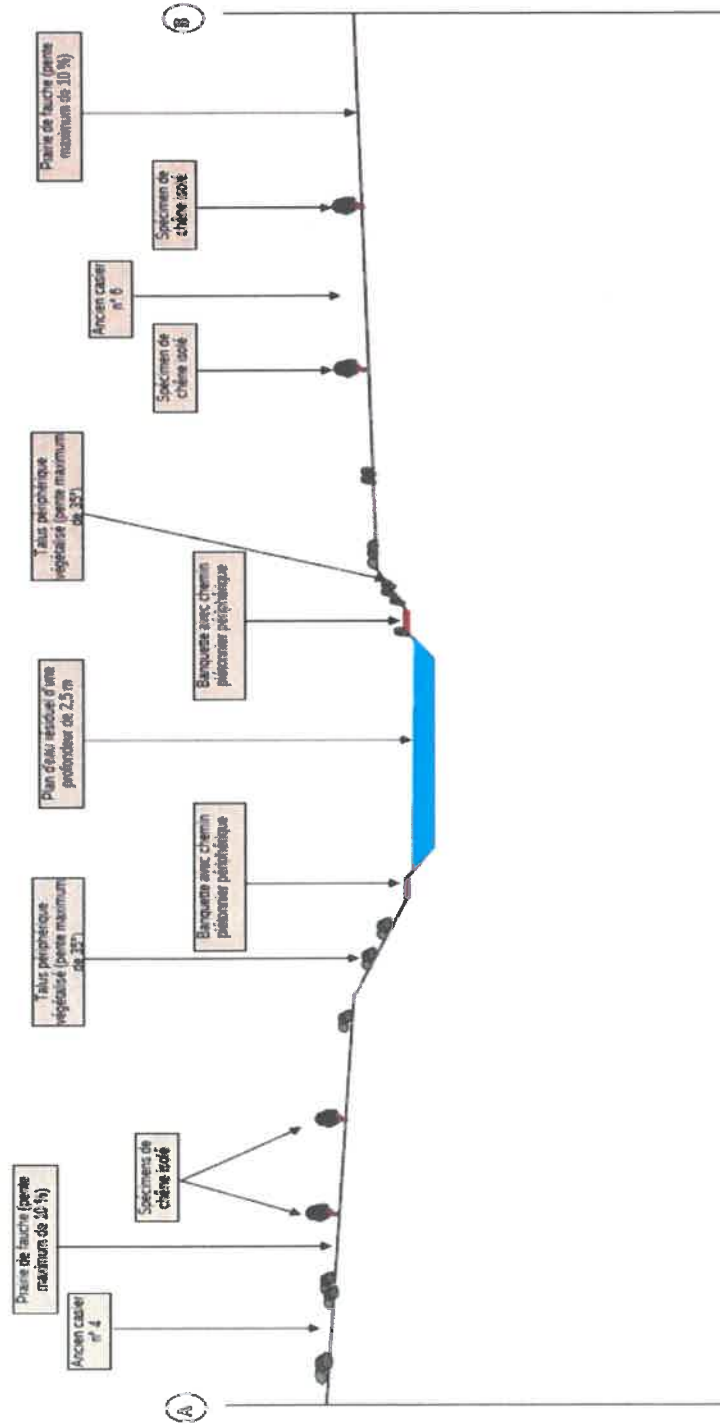 A
Ancien casier
n° 4
Prairie de fauche (pente
maximum de 10 %)
Spécimens de
chêne isolé
Talus périphérique
végétalisé (pente maximum
de 35°)
Banquette avec chemin
piétonnier périphérique
Plan d'eau résiduel d'une
profondeur de 2,5 m
Banquette avec chemin
piétonnier périphérique
Talus périphérique
végétalisé (pente maximum
de 35°)
Spécimen de
chêne isolé
Ancien casier
n° 6
Spécimen de
chêne isolé
Prairie de fauche (pente
maximum de 10 %)
B